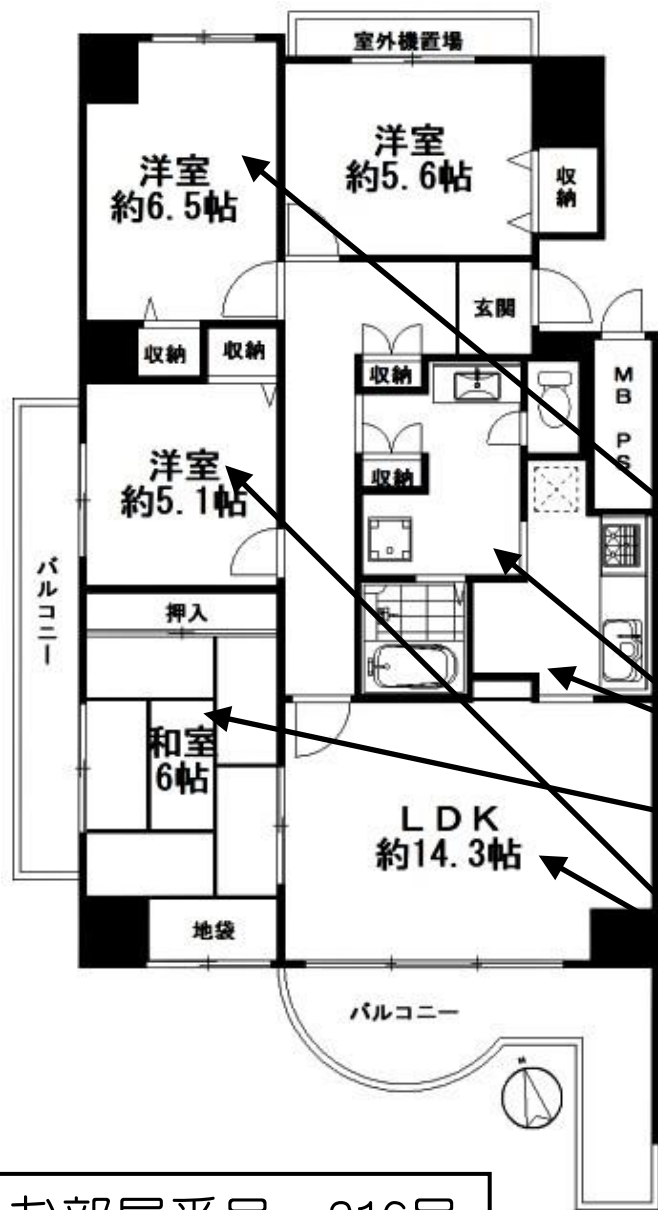 室外機置場
洋室
約6.5帖
洋室
約5.6帖
収納
玄関
収納
収納
収納
MB PS
洋室
約5.1帖
収納
バルコニー
押入
和室
6帖
LDK
約14.3帖
地袋
バルコニー
N